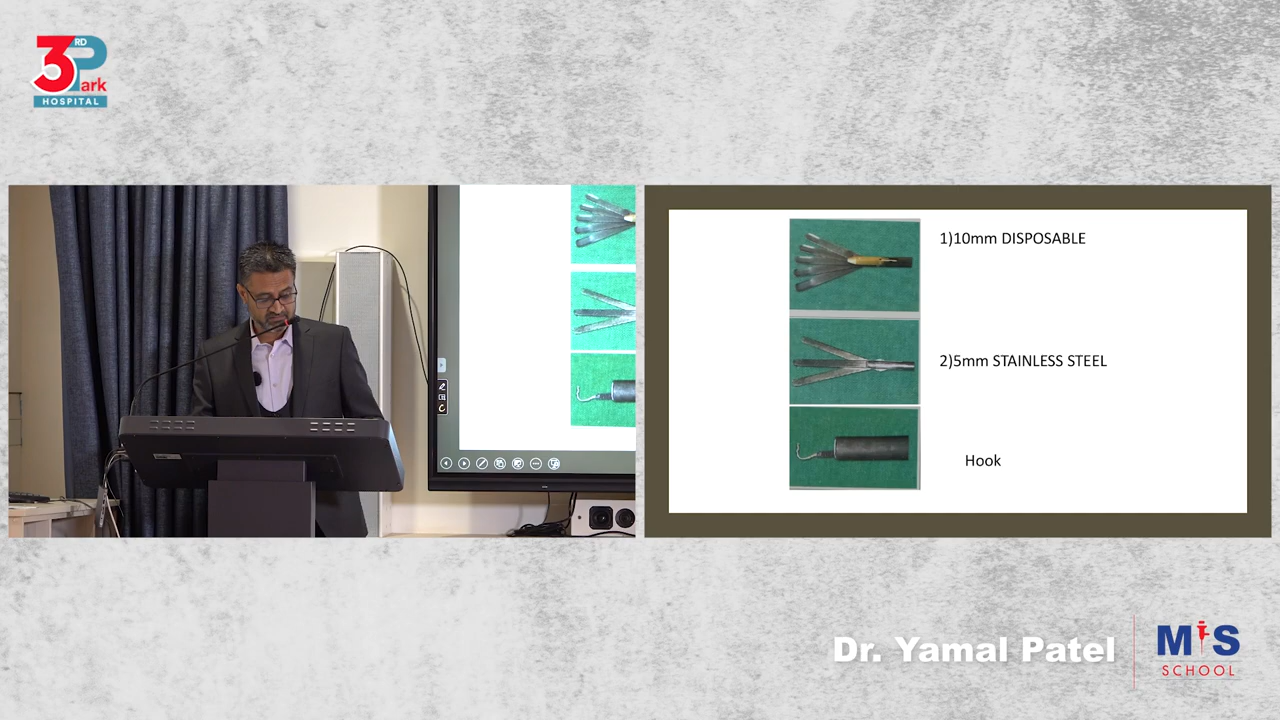 3RD Park
HOSPITAL
1)10mm DISPOSABLE
2)5mm STAINLESS STEEL
Hook
Dr. Yamal Patel
MIS
SCHOOL